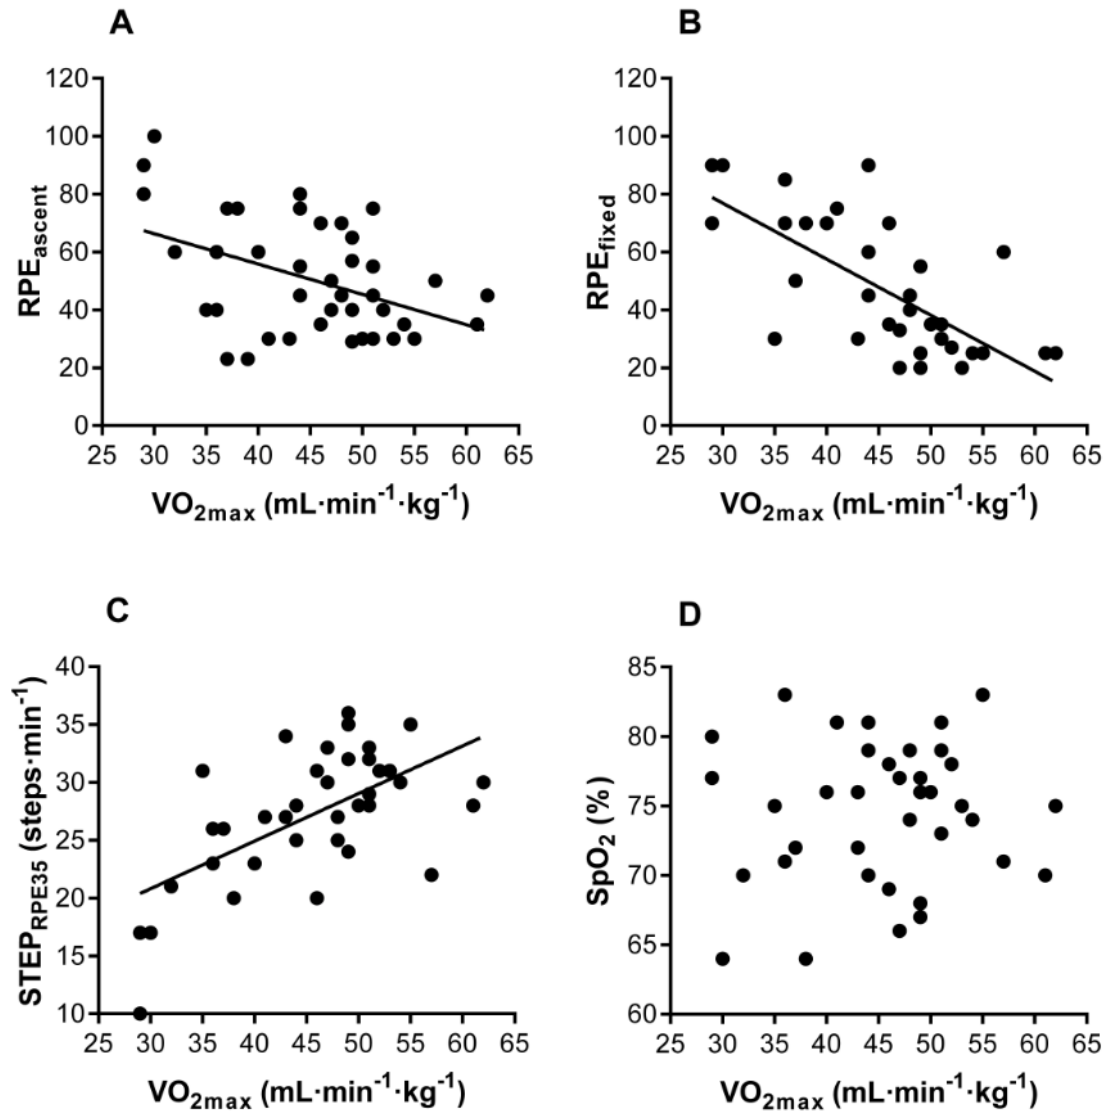 A
RPEascent
120
100
80
60
40
20
0
25 30 35 40 45 50 55 60 65
VO2max (mL·min-1·kg-1)
B
RPEfixed
120
100
80
60
40
20
0
25 30 35 40 45 50 55 60 65
VO2max (mL·min-1·kg-1)
C
STEPRPE35 (steps·min-1)
40
35
30
25
20
15
10
25 30 35 40 45 50 55 60 65
VO2max (mL·min-1·kg-1)
D
SpO2 (%)
85
80
75
70
65
60
25 30 35 40 45 50 55 60 65
VO2max (mL·min-1·kg-1)